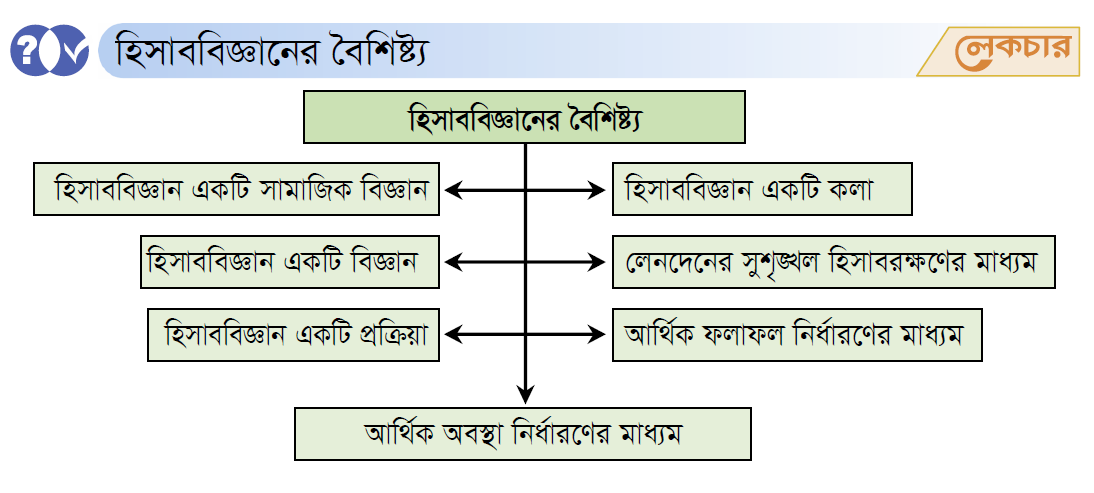 হিসাববিজ্ঞানের বৈশিষ্ট্য
লেকচার
হিসাববিজ্ঞানের বৈশিষ্ট্য
হিসাববিজ্ঞান একটি সামাজিক বিজ্ঞান
হিসাববিজ্ঞান একটি কলা
হিসাববিজ্ঞান একটি বিজ্ঞান
লেনদেনের সুশৃঙ্খল হিসাবরক্ষণের মাধ্যম
হিসাববিজ্ঞান একটি প্রক্রিয়া
আর্থিক ফলাফল নির্ধারণের মাধ্যম
আর্থিক অবস্থা নির্ধারণের মাধ্যম